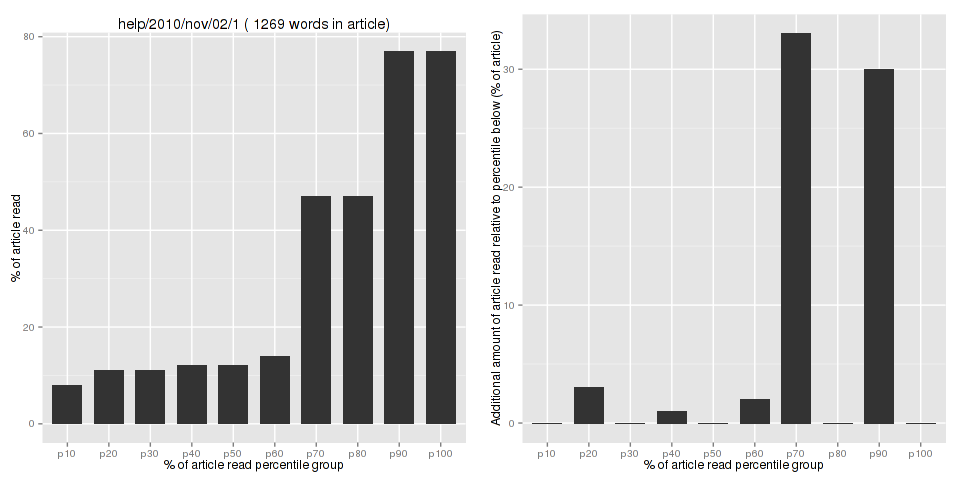 help/2010/nov/02/1 ( 1269 words in article)
% of article read
80
60
40
20
0
p10 p20 p30 p40 p50 p60 p70 p80 p90 p100
% of article read percentile group
Additional amount of article read relative to percentile below (% of article)
30
20
10
0
p10 p20 p30 p40 p50 p60 p70 p80 p90 p100
% of article read percentile group